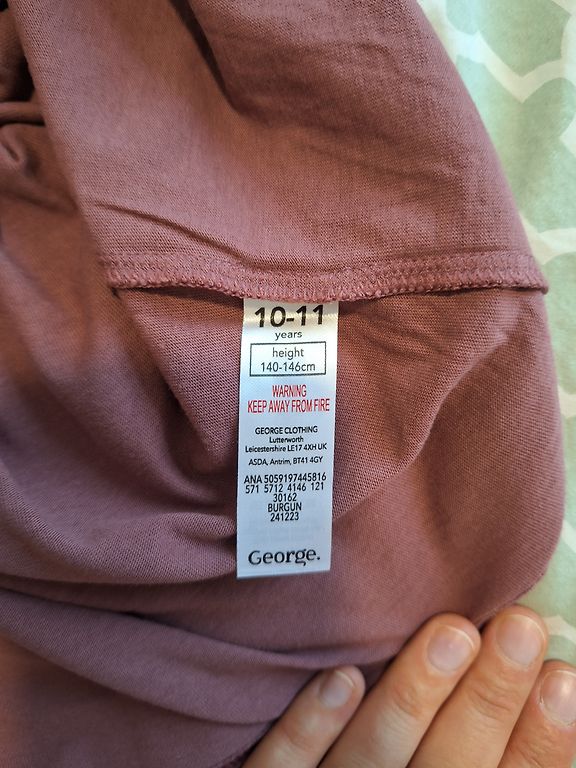 10-11
years
height
140-146cm
WARNING
KEEP AWAY FROM FIRE
GEORGE CLOTHING
Lutterworth
Leicestershire LE17 4XH UK
ASDA, Antrim, BT41 4GY
ANA 5059197445816
571 5712 4146 121
30162
BURGUN
241223
George.